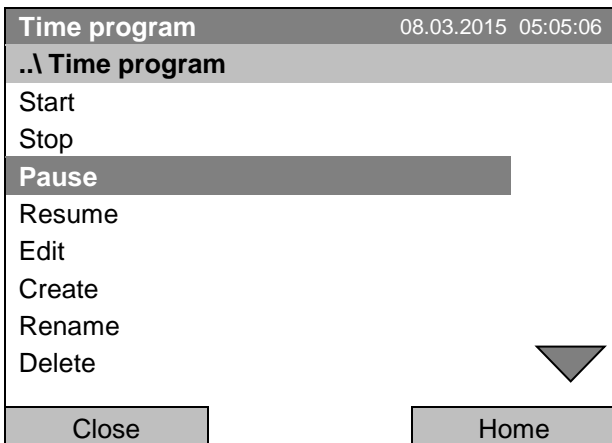 Time program 08.03.2015 05:05:06
..\ Time program
Start
Stop
Pause
Resume
Edit
Create
Rename
Delete
Close Home